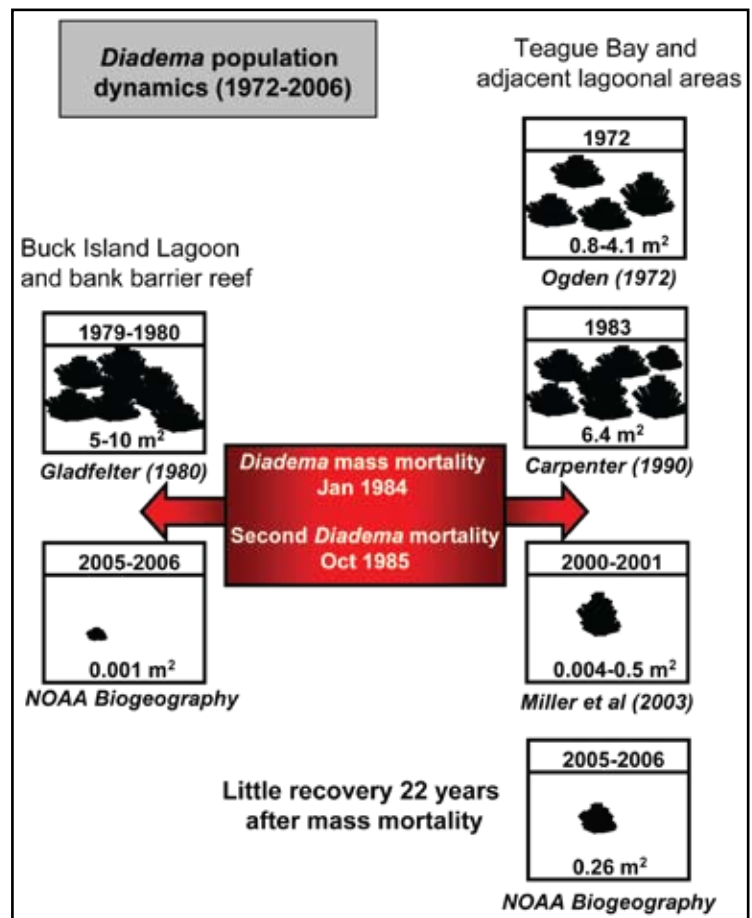 Diadema population
dynamics (1972-2006)
Teague Bay and
adjacent lagoonal areas
1972
0.8-4.1 m²
Ogden (1972)
Buck Island Lagoon
and bank barrier reef
1979-1980
5-10 m²
Gladfelter (1980)
1983
6.4 m²
Carpenter (1990)
Diadema mass mortality
Jan 1984
Second Diadema mortality
Oct 1985
2005-2006
0.001 m²
NOAA Biogeography
2000-2001
0.004-0.5 m²
Miller et al (2003)
Little recovery 22 years
after mass mortality
2005-2006
0.26 m²
NOAA Biogeography